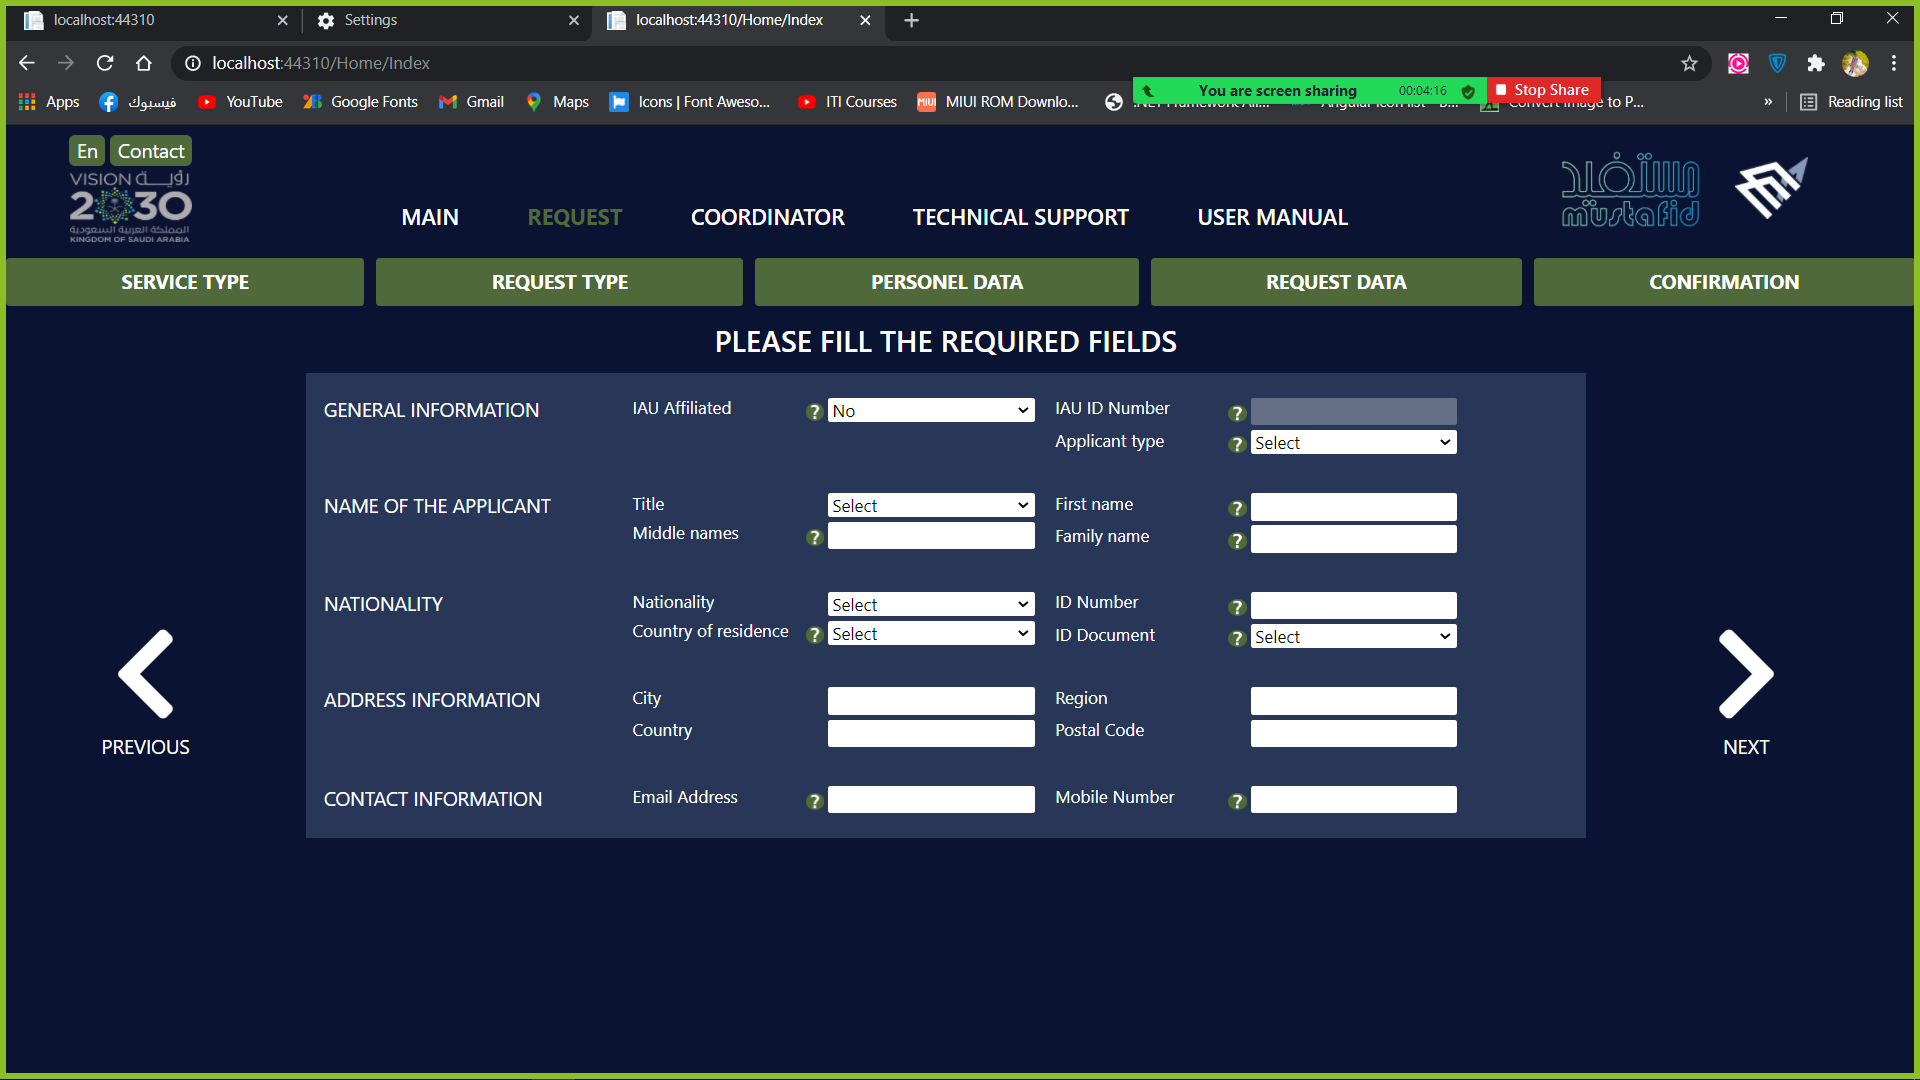 localhost:44310
Settings
localhost:44310/Home/Index
localhost:44310/Home/Index
Apps
فيسبوك
YouTube
Google Fonts
Gmail
Maps
Icons | Font Aweso...
ITI Courses
MIUI ROM Downlo...
You are screen sharing
00:04:16
Stop Share
Convert Image to P...
»
Reading list
En
Contact
VISION رؤيـــة
2030
المملكة العربية السعودية
KINGDOM OF SAUDI ARABIA
MAIN
REQUEST
COORDINATOR
TECHNICAL SUPPORT
USER MANUAL
مستفيد
müstafid
SERVICE TYPE
REQUEST TYPE
PERSONEL DATA
REQUEST DATA
CONFIRMATION
PLEASE FILL THE REQUIRED FIELDS
GENERAL INFORMATION
IAU Affiliated
? No
IAU ID Number
?
Applicant type
? Select
NAME OF THE APPLICANT
Title
Select
First name
?
Middle names
?
Family name
?
NATIONALITY
Nationality
Select
ID Number
?
Country of residence
? Select
ID Document
? Select
ADDRESS INFORMATION
City
Region
Country
Postal Code
CONTACT INFORMATION
Email Address
?
Mobile Number
?
PREVIOUS
NEXT